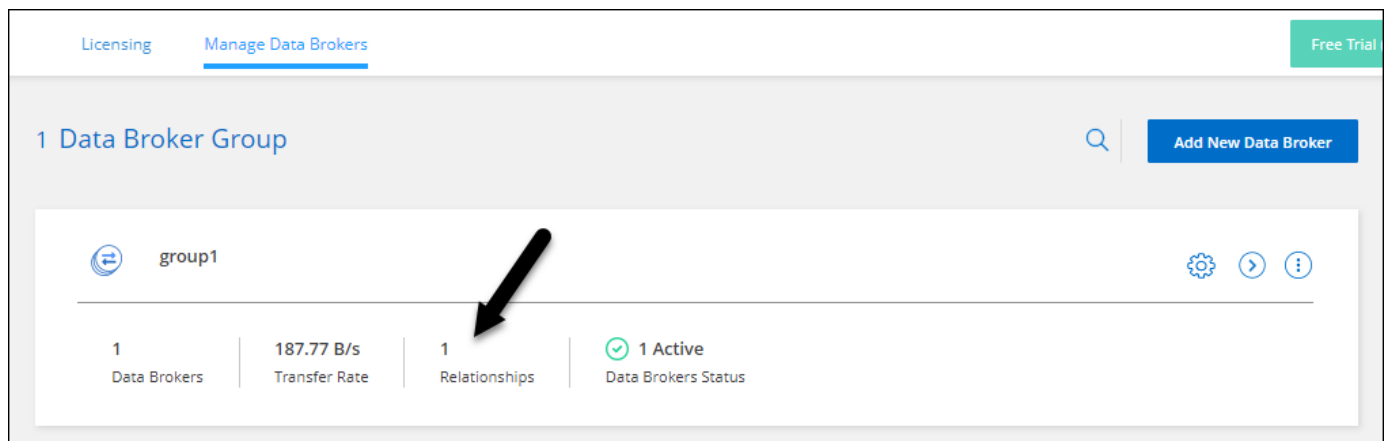 Licensing Manage Data Brokers Free Trial
1 Data Broker Group Add New Data Broker
group1
1 187.77 B/s 1 1 Active
Data Brokers Transfer Rate Relationships Data Brokers Status